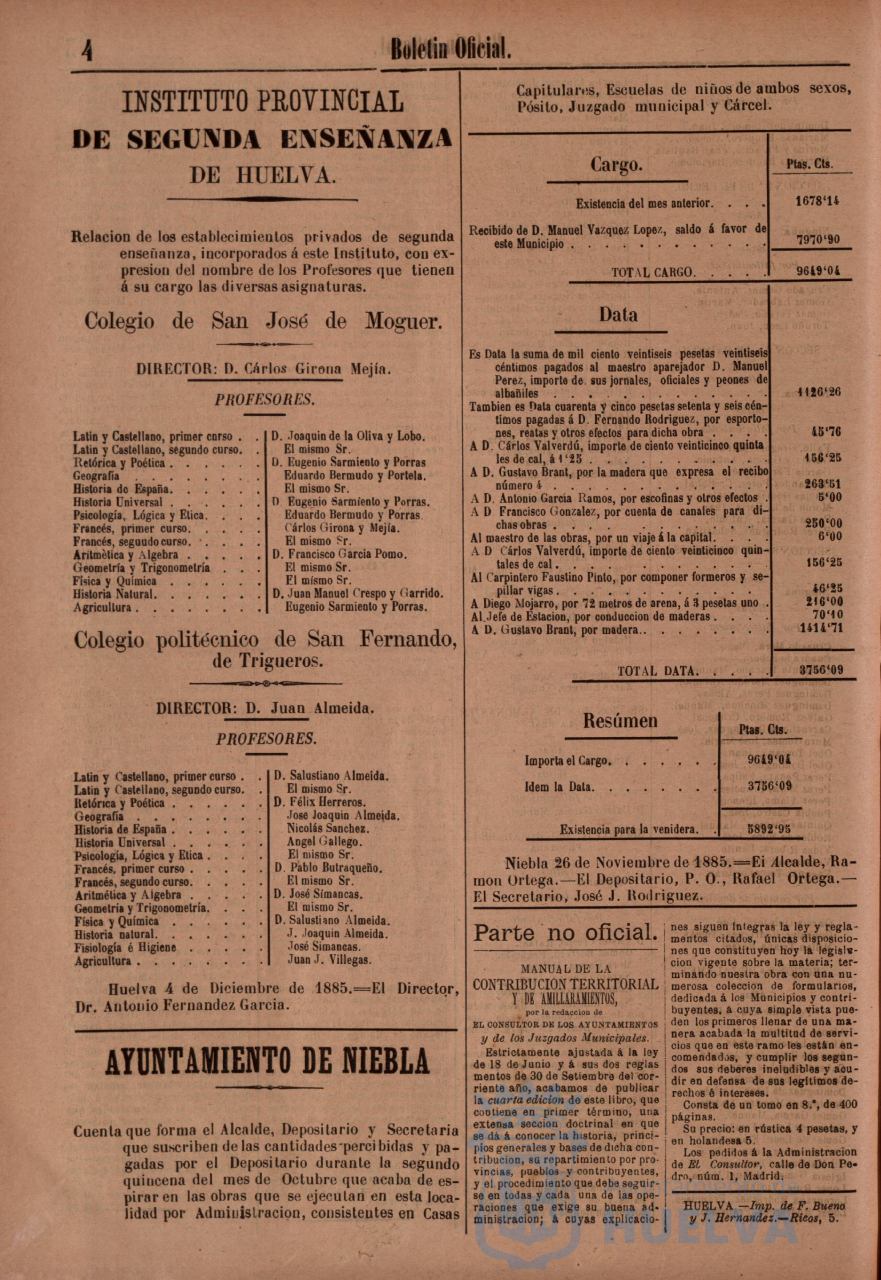 4
Boletin Oficial.
INSTITUTO PROVINCIAL
DE SEGUNDA ENSEÑANZA
DE HUELVA.
Relacion de los establecimientos privados de segunda
enseñanza, incorporados á este Instituto, con ex-
presion del nombre de los Profesores que tienen
á su cargo las diversas asignaturas.
Colegio de San José de Moguer.
DIRECTOR: D. Cárlos Girona Mejía.
PROFESORES.
Latin y Castellano, primer curso . . D. Joaquin de la Oliva y Lobo.
Latin y Castellano, segundo curso. . El mismo Sr.
Retórica y Poética . . . . . . D. Eugenio Sarmiento y Porras
Geografia . . . . . . Eduardo Bermudo y Portela.
Historia de España. . . . . . El mismo Sr.
Historia Universal . . . . . . D. Eugenio Sarmiento y Porras.
Psicología, Lógica y Etica. . . . Eduardo Bermudo y Porras.
Francés, primer curso. . . . . Cárlos Girona y Mejía.
Francés, segundo curso. . . . . El mismo Sr.
Aritmética y Algebra . . . . . D. Francisco Garcia Pomo.
Geometría y Trigonometría . . . El mismo Sr.
Física y Química . . . . . . El mismo Sr.
Historia Natural. . . . . . D. Juan Manuel Crespo y Garrido.
Agricultura . . . . . . . Eugenio Sarmiento y Porras.
Colegio politécnico de San Fernando,
de Trigueros.
DIRECTOR: D. Juan Almeida.
PROFESORES.
Latin y Castellano, primer curso . . D. Salustiano Almeida.
Latin y Castellano, segundo curso. . El mismo Sr.
Retórica y Poética . . . . . . D. Félix Herreros.
Geografía . . . . . . . . Jose Joaquin Almeida.
Historia de España . . . . . . Nicolás Sanchez.
Historia Universal . . . . . . Angel Gallego.
Psicología, Lógica y Etica . . . . El mismo Sr.
Francés, primer curso . . . . . D. Pablo Butraqueño.
Francés, segundo curso. . . . . El mismo Sr.
Aritmética y Algebra . . . . . D. José Simancas.
Geometría y Trigonometría. . . . El mismo Sr.
Física y Química . . . . . . D. Salustiano Almeida.
Historia natural. . . . . . J. Joaquin Almeida.
Fisiología é Higiene . . . . . José Simancas.
Agricultura . . . . . . . Juan J. Villegas.
Huelva 4 de Diciembre de 1885.=El Director,
Dr. Antonio Fernandez Garcia.
AYUNTAMIENTO DE NIEBLA
Cuenta que forma el Alcalde, Depositario y Secretaria
que suscriben de las cantidades percibidas y pa-
gadas por el Depositario durante la segundo
quincena del mes de Octubre que acaba de es-
pirar en las obras que se ejecutan en esta loca-
lidad por Administracion, consistentes en Casas
Capitulares, Escuelas de niños de ambos sexos,
Pósito, Juzgado municipal y Cárcel.
Cargo. Ptas. Cts.
Existencia del mes anterior. . . . 1678‘14
Recibido de D. Manuel Vazquez Lopez, saldo á favor de
este Municipio . . . . . . . . . . 7970‘90
TOTAL CARGO. . . . . 9649‘04
Data
Es Data la suma de mil ciento veintiseis pesetas veintiseis
céntimos pagados al maestro aparejador D. Manuel
Perez, importe de sus jornales, oficiales y peones de
albañiles . . . . . . . . . . 1126‘26
Tambien es Data cuarenta y cinco pesetas setenta y seis cén-
timos pagados á D. Fernando Rodriguez, por esporto-
nes, reatas y otros efectos para dicha obra . . . . 45‘76
A D. Cárlos Valverdú, importe de ciento veinticinco quinta
les de cal, á 1‘25 . . . . . . . . . 156‘25
A D. Gustavo Brant, por la madera que expresa el recibo
número 4 . . . . . . . . . . 263‘51
A D. Antonio Garcia Ramos, por escofinas y otros efectos . 5‘00
A D Francisco Gonzalez, por cuenta de canales para di-
chas obras . . . . . . . . . . 250‘00
Al maestro de las obras, por un viaje á la capital. . . . 6‘00
A D Cárlos Valverdú, importe de ciento veinticinco quin-
tales de cal . . . . . . . . . . 156‘25
Al Carpintero Faustino Pinto, por componer formeros y se-
pillar vigas . . . . . . . . . . 46‘25
A Diego Mojarro, por 72 metros de arena, á 3 pesetas uno . 216‘00
Al Jefe de Estacion, por conduccion de maderas . . . . 70‘10
A D. Gustavo Brant, por madera. . . . . . . . 1414‘71
TOTAL DATA. . . . . 3756‘09
Resúmen Ptas. Cts.
Importa el Cargo. . . . . . . 9649‘04
Idem la Data. . . . . . . . 3756‘09
Existencia para la venidera. . 5892‘95
Niebla 26 de Noviembre de 1885.=El Alcalde, Ra-
mon Ortega.—El Depositario, P. O., Rafael Ortega.—
El Secretario, José J. Rodriguez.
Parte no oficial.
MANUAL DE LA
CONTRIBUCIÓN TERRITORIAL
Y DE AMILLARAMIENTOS,
por la redaccion de
EL CONSULTOR DE LOS AYUNTAMIENTOS
y de los Juzgados Municipales.
Estrictamente ajustada á la ley
de 18 de Junio y á sus dos regla
mentos de 30 de Setiembre del cor-
riente año, acabamos de publicar
la cuarta edicion de este libro, que
contiene en primer término, una
extensa seccion doctrinal en que
se dá á conocer la historia, princi-
pios generales y bases de dicha con-
tribucion, su repartimiento por pro-
vincias, pueblos y contribuyentes,
y el procedimiento que debe seguir-
se en todas y cada una de las ope-
raciones que exige su buena ad-
ministracion; á cuyas explicacio-
nes siguen íntegras la ley y regla-
mentos citados, únicas disposicio-
nes que constituyen hoy la legisla-
cion vigente sobre la materia; ter-
minando nuestra obra con una nu-
merosa coleccion de formularios,
dedicada á los Municipios y contri-
buyentes, á cuya simple vista pue-
den los primeros llenar de una ma-
nera acabada la multitud de servi-
cios que en este ramo les están en-
comendados, y cumplir los segun-
dos sus deberes ineludibles y acu-
dir en defensa de sus legítimos de-
rechos é intereses.
Consta de un tomo en 8.°, de 400
páginas.
Su precio: en rústica 4 pesetas, y
en holandesa 5.
Los pedidos á la Administracion
de El Consultor, calle de Don Pe-
dro, núm. 1, Madrid.
HUELVA.—Imp. de F. Bueno
y J. Hernandez.—Ricos, 5.
HUELVA